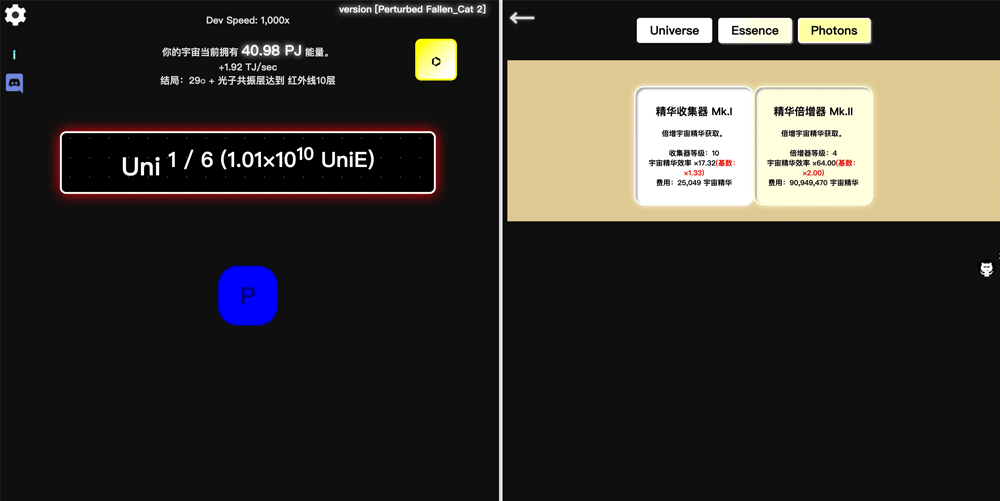 version [Perturbed Fallen_Cat 2]
Dev Speed: 1,000x
你的宇宙当前拥有 40.98 PJ 能量。
+1.92 TJ/sec
结局：29○ + 光子共振层达到 红外线10层
i
Uni 1 / 6 (1.01×10^10 UniE)
P
Universe
Essence
Photons
精华收集器 Mk.I
倍增宇宙精华获取。
收集器等级：10
宇宙精华效率 ×17.32(基数：
×1.33)
费用：25,049 宇宙精华
精华倍增器 Mk.II
倍增宇宙精华获取。
倍增器等级：4
宇宙精华效率 ×64.00(基数：
×2.00)
费用：90,949,470 宇宙精华